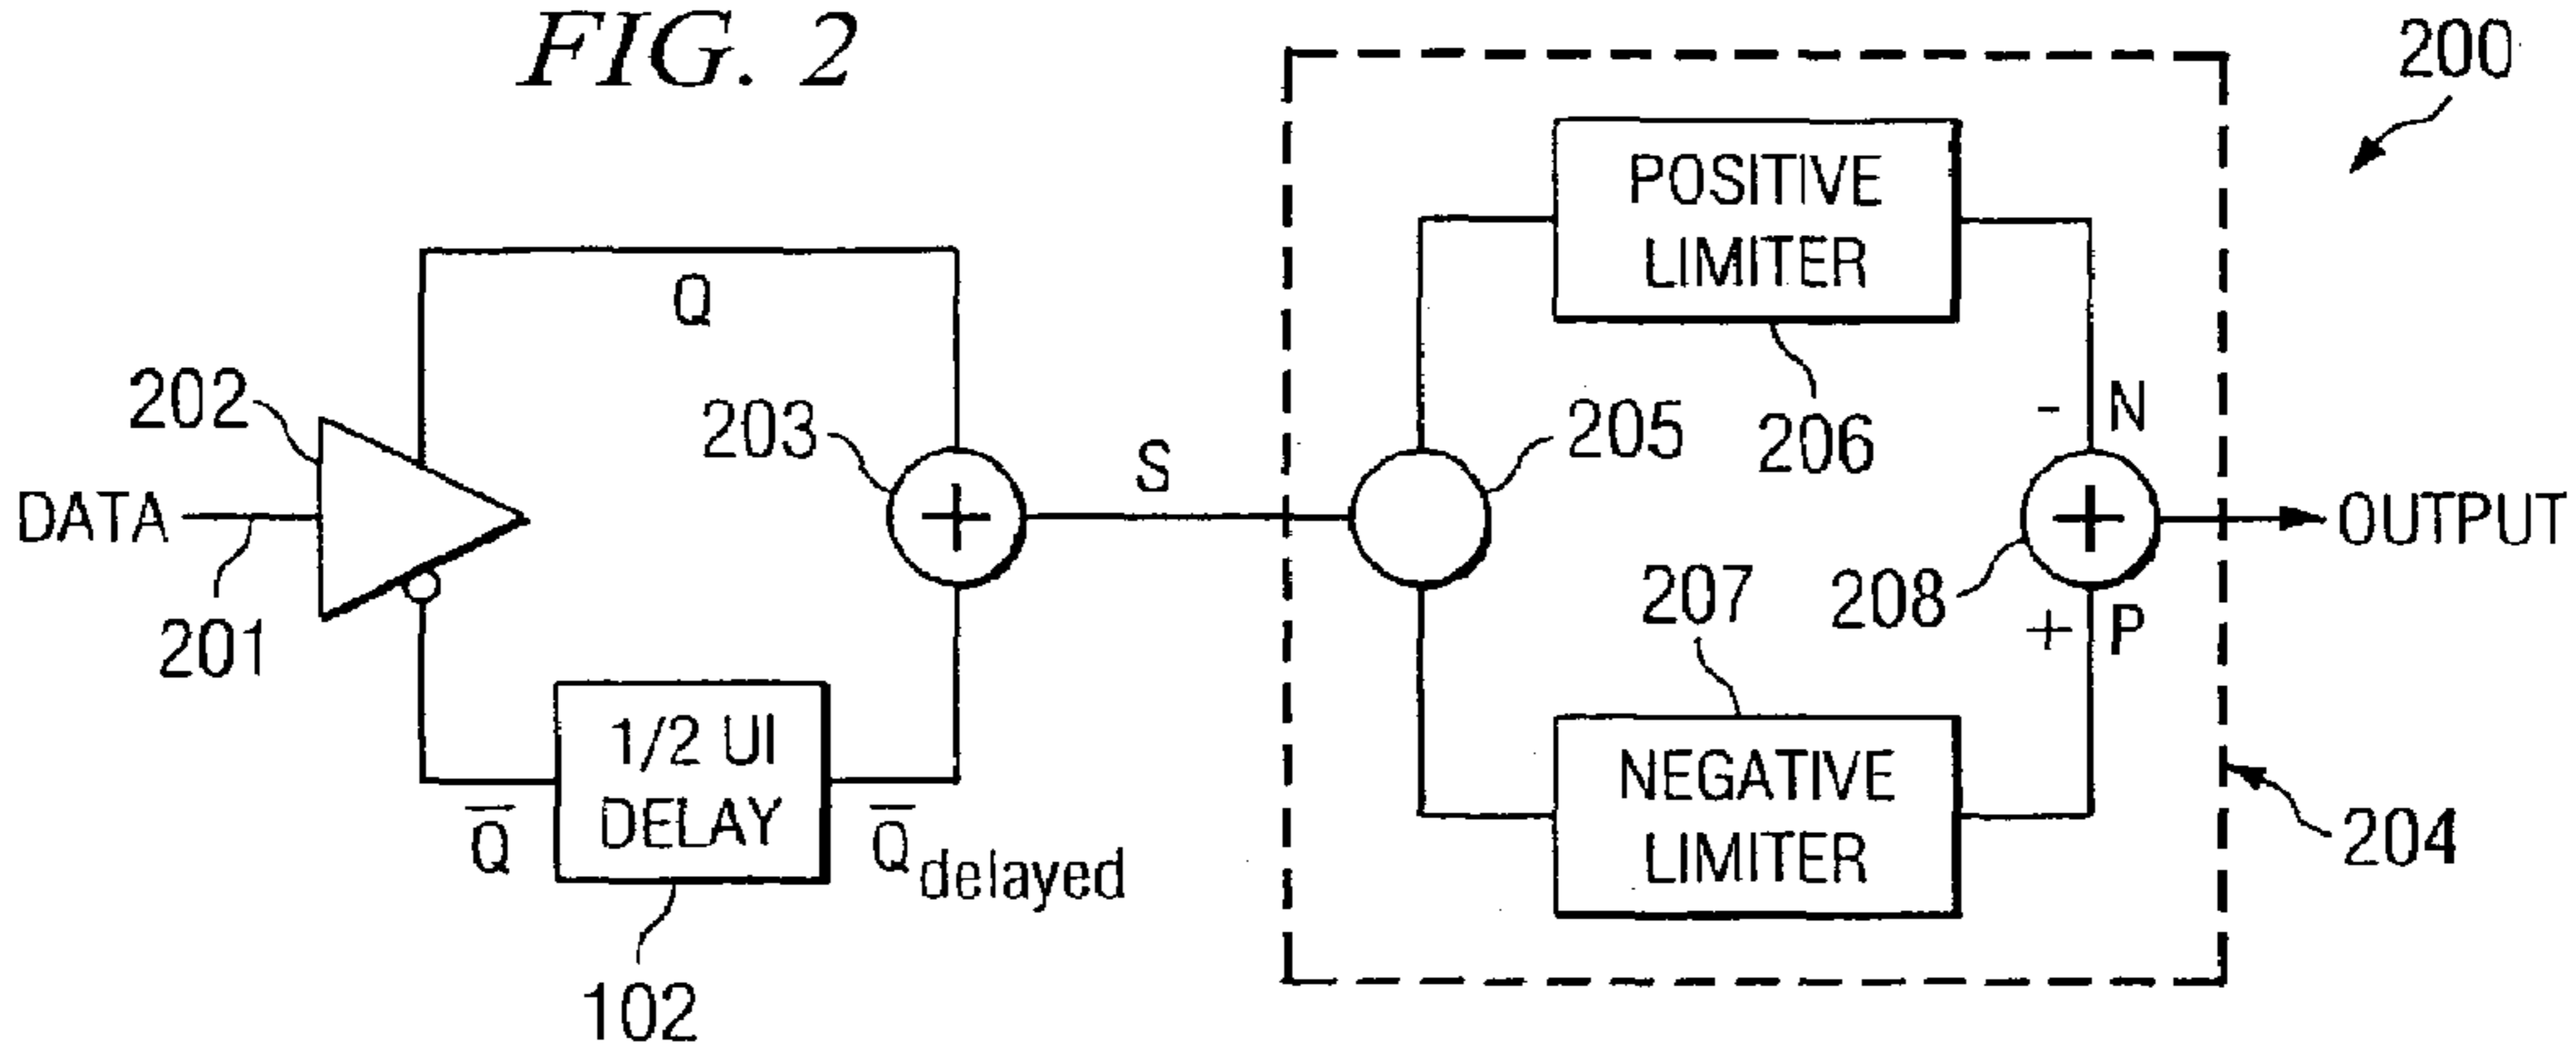 FIG. 2
200
POSITIVE
LIMITER
206
Q
202
203
S
205
- N
DATA
201
208
OUTPUT
+ P
207
1/2 UI
DELAY
Q̅
Q̅delayed
102
NEGATIVE
LIMITER
204